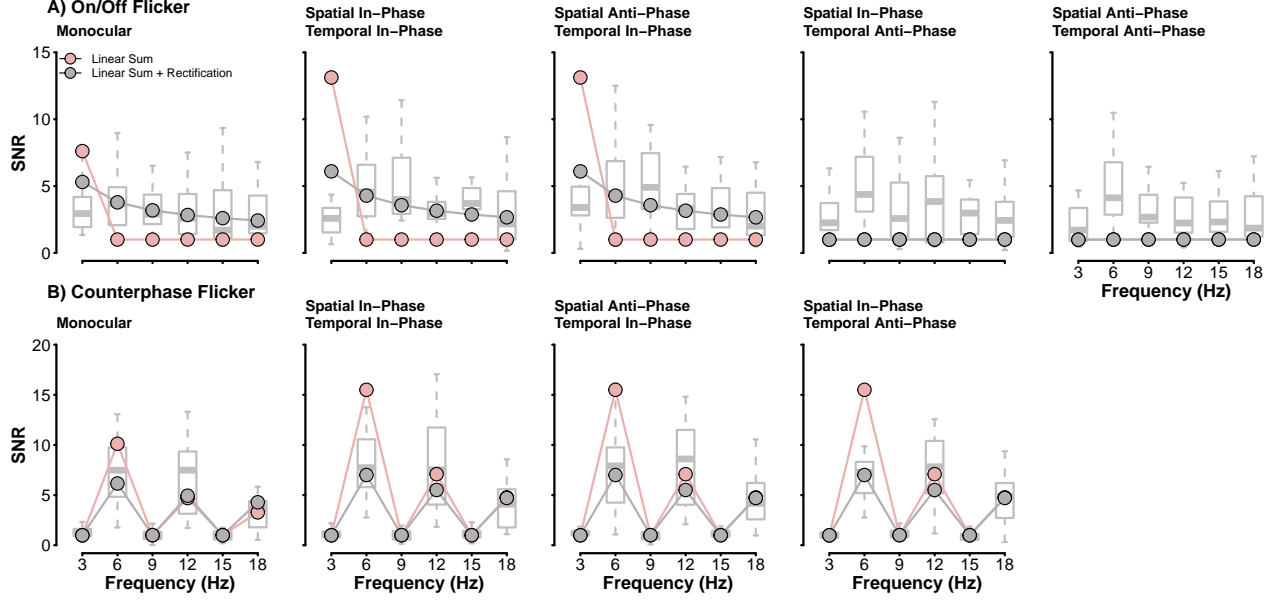 A) On/Off Flicker
Monocular
Spatial In−Phase
Temporal In−Phase
Spatial Anti−Phase
Temporal In−Phase
Spatial In−Phase
Temporal Anti−Phase
Spatial Anti−Phase
Temporal Anti−Phase
Linear Sum
Linear Sum + Rectification
15
10
5
0
SNR
3 6 9 12 15 18
Frequency (Hz)
B) Counterphase Flicker
Monocular
Spatial In−Phase
Temporal In−Phase
Spatial Anti−Phase
Temporal In−Phase
Spatial In−Phase
Temporal Anti−Phase
20
15
10
5
0
SNR
3 6 9 12 15 18
Frequency (Hz)
3 6 9 12 15 18
Frequency (Hz)
3 6 9 12 15 18
Frequency (Hz)
3 6 9 12 15 18
Frequency (Hz)